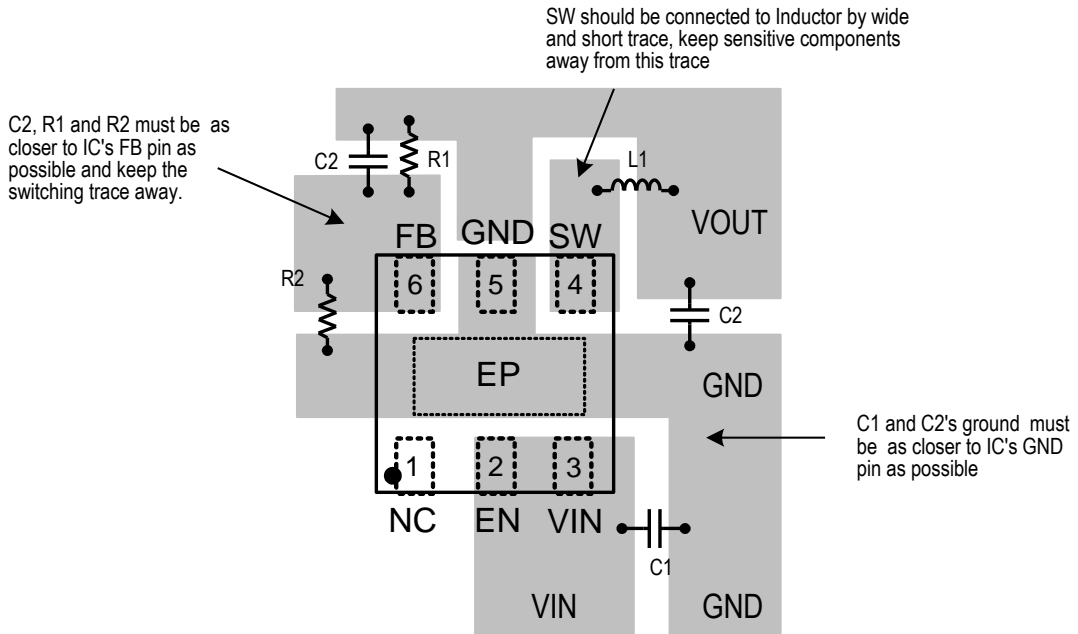 SW should be connected to Inductor by wide
and short trace, keep sensitive components
away from this trace
C2, R1 and R2 must be as
closer to IC's FB pin as
possible and keep the
switching trace away.
C2
R1
L1
VOUT
FB
GND
SW
R2
6
5
4
C2
EP
GND
C1 and C2's ground must
be as closer to IC's GND
pin as possible
1
2
3
NC
EN
VIN
C1
VIN
GND